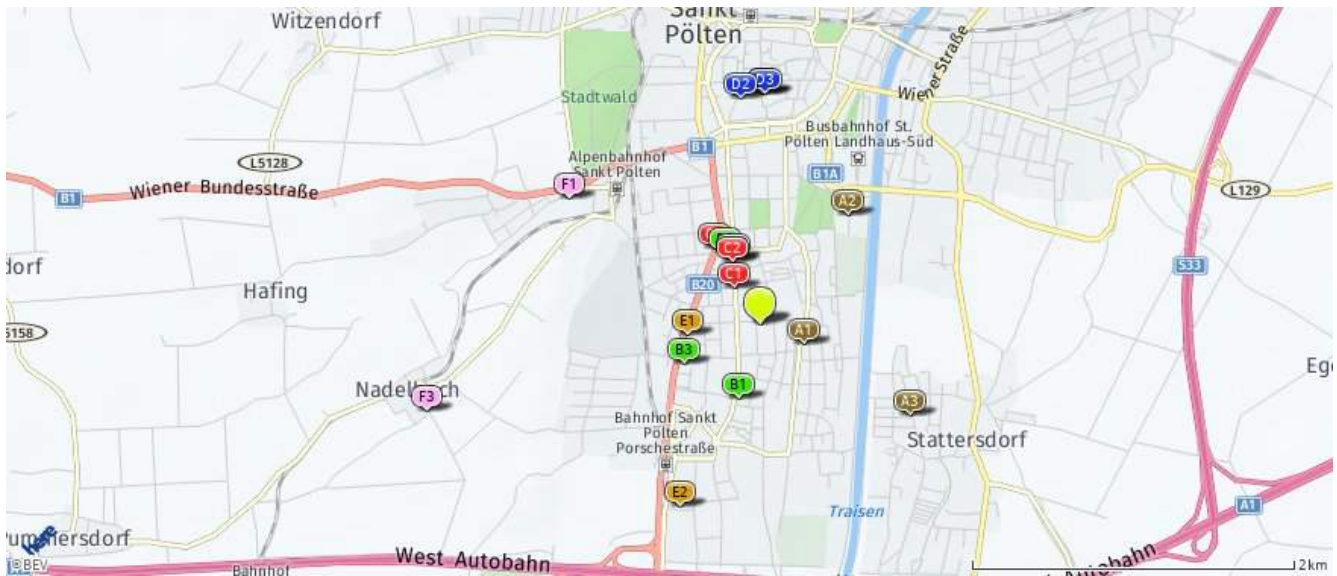 Witzendorf
Sankt
Pölten
D2
D3
Wiener Straße
Stadtwald
Busbahnhof St.
Pölten Landhaus-Süd
B1
L5128
Alpenbahnhof
Sankt Pölten
B1A
F1
B1
Wiener Bundesstraße
L129
A2
C2
dorf
S33
C1
Hafing
B20
E1
A1
5158
B3
Ege
Nadelbach
B1
F3
A3
Bahnhof Sankt
Pölten
Porschestraße
Stattersdorf
E2
A1
Traisen
here
West Autobahn
Autobahn
©BEV
Bahnhof
2km